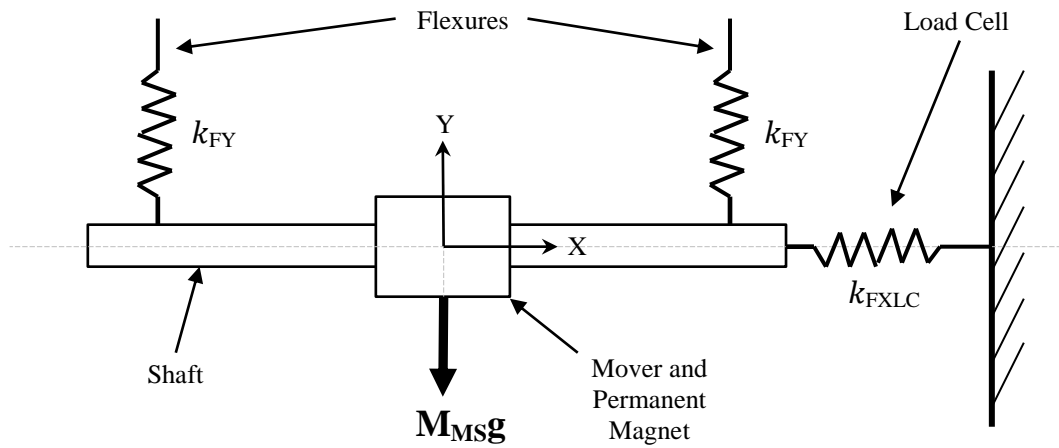 Flexures
Load Cell
kFY
kFY
Y
X
kFXLC
Shaft
Mover and
Permanent
Magnet
MMSg